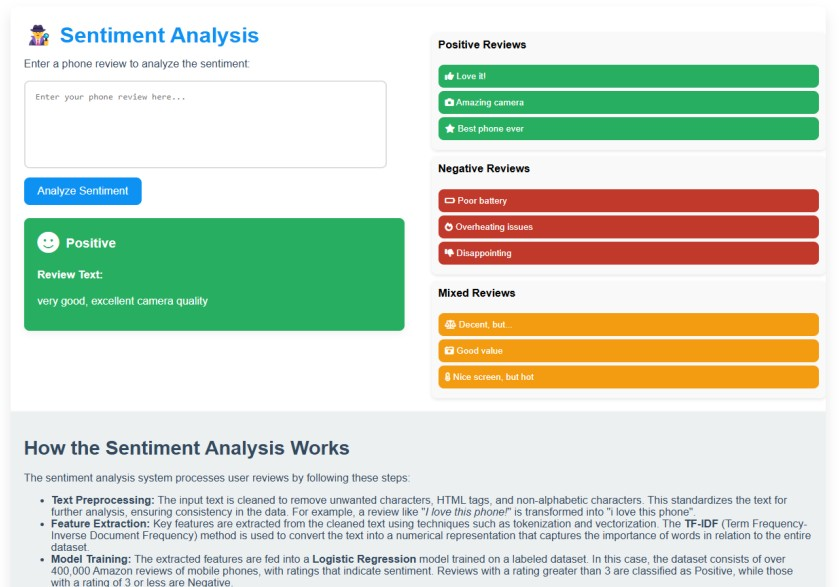 Sentiment Analysis
Enter a phone review to analyze the sentiment:
Enter your phone review here...
Analyze Sentiment
Positive
Review Text:
very good, excellent camera quality
Positive Reviews
Love it!
Amazing camera
Best phone ever
Negative Reviews
Poor battery
Overheating issues
Disappointing
Mixed Reviews
Decent, but...
Good value
Nice screen, but hot
How the Sentiment Analysis Works
The sentiment analysis system processes user reviews by following these steps:
• Text Preprocessing: The input text is cleaned to remove unwanted characters, HTML tags, and non-alphabetic characters. This standardizes the text for
further analysis, ensuring consistency in the data. For example, a review like "I love this phone!" is transformed into "i love this phone".
• Feature Extraction: Key features are extracted from the cleaned text using techniques such as tokenization and vectorization. The TF-IDF (Term Frequency-
Inverse Document Frequency) method is used to convert the text into a numerical representation that captures the importance of words in relation to the entire
dataset.
• Model Training: The extracted features are fed into a Logistic Regression model trained on a labeled dataset. In this case, the dataset consists of over
400,000 Amazon reviews of mobile phones, with ratings that indicate sentiment. Reviews with a rating greater than 3 are classified as Positive, while those
with a rating of 3 or less are Negative.